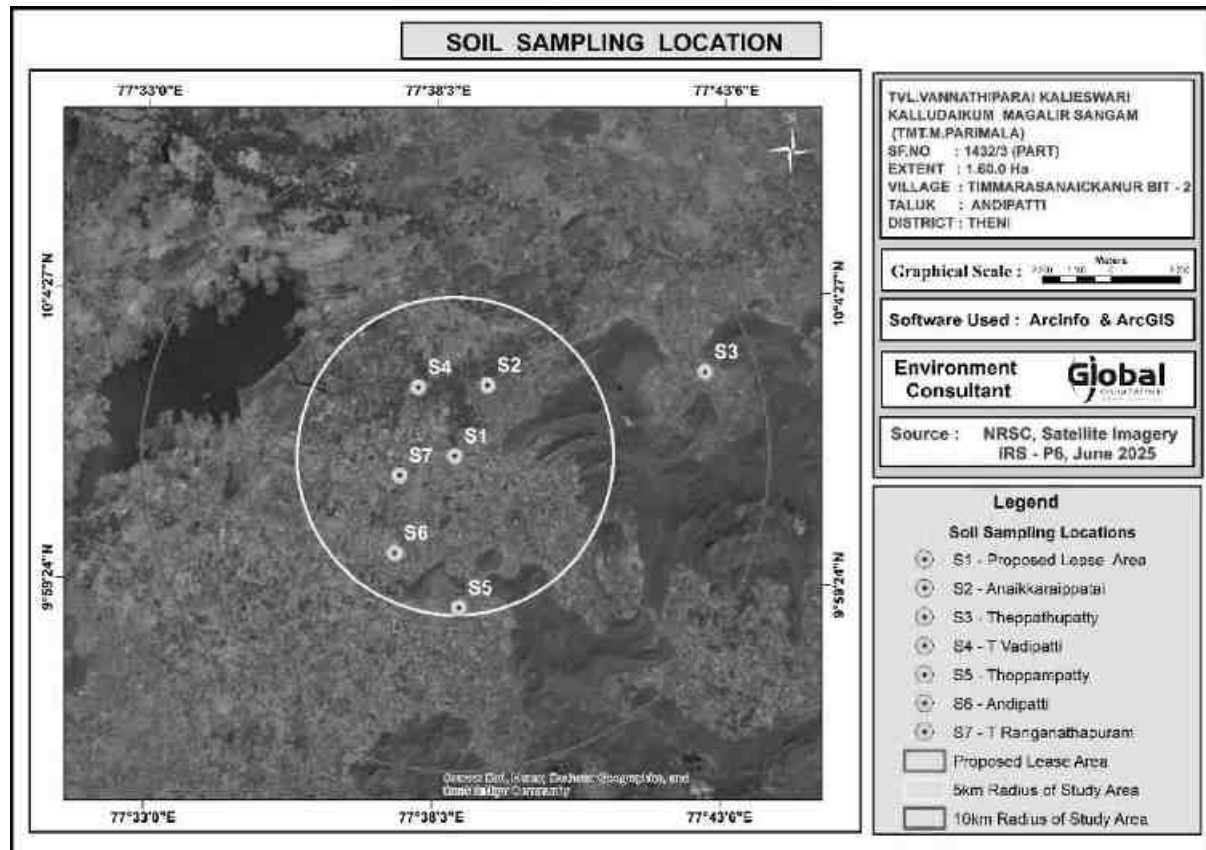 SOIL SAMPLING LOCATION
77°33'0"E
77°38'3"E
77°43'6"E
10°4'27"N
10°4'27"N
9°59'24"N
9°59'24"N
S4
S2
S3
S1
S7
S6
S5
77°33'0"E
77°38'3"E
77°43'6"E
TVL.VANNATHIPARAI KALIESWARI
KALLUDAIKUM MAGALIR SANGAM
(TMT.M.PARIMALA)
SF.NO : 1432/3 (PART)
EXTENT : 1.60.0 Ha
VILLAGE : TIMMARASANAICKANUR BIT - 2
TALUK : ANDIPATTI
DISTRICT : THENI
Graphical Scale :
Meters
Software Used : Arcinfo & ArcGIS
Environment
Consultant
Global
Source : NRSC, Satellite Imagery
IRS - P6, June 2025
Legend
Soil Sampling Locations
S1 - Proposed Lease Area
S2 - Anaikkaraippatai
S3 - Theppathupatty
S4 - T Vadipatti
S5 - Thoppampatty
S6 - Andipatti
S7 - T Ranganathapuram
Proposed Lease Area
5km Radius of Study Area
10km Radius of Study Area